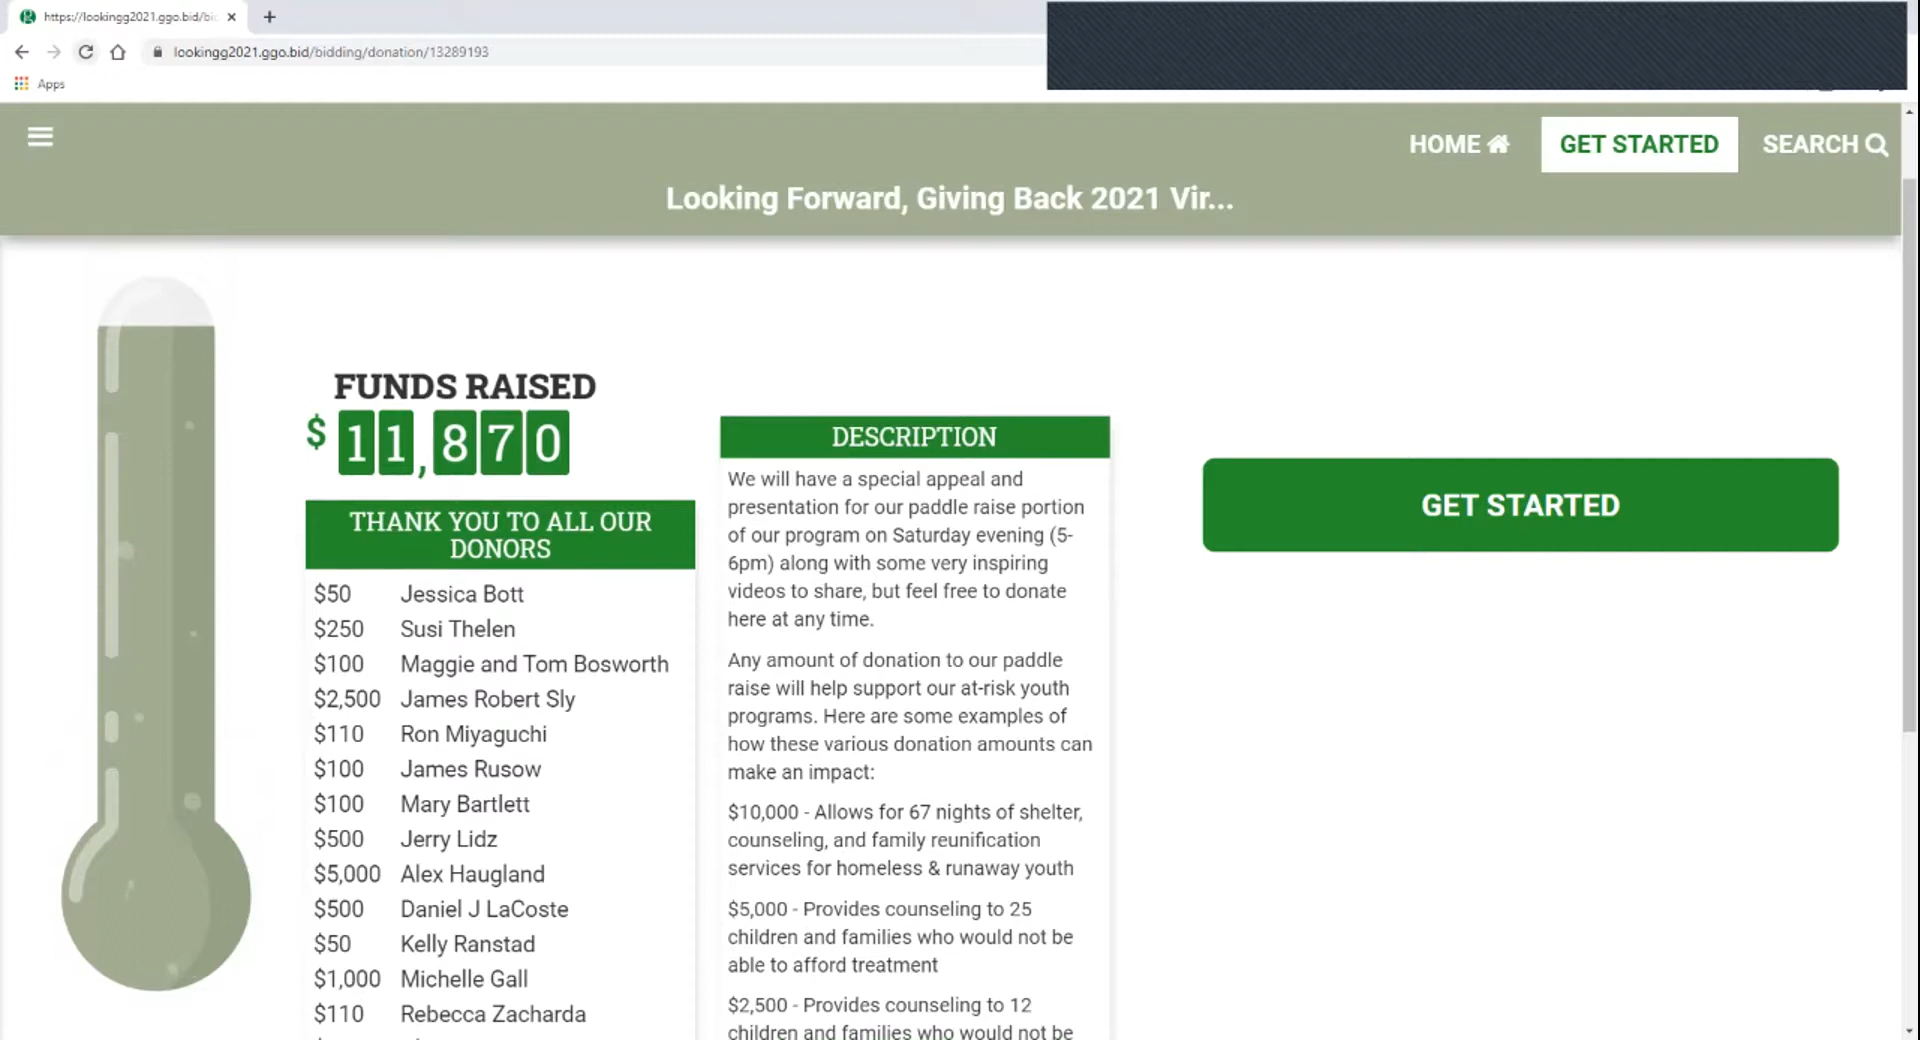 https://lookingg2021.ggo.bid/bi
lookingg2021.ggo.bid/bidding/donation/13289193
Apps
HOME
GET STARTED
SEARCH
Looking Forward, Giving Back 2021 Vir...
FUNDS RAISED
$ 11,870
THANK YOU TO ALL OUR
DONORS
$50 Jessica Bott
$250 Susi Thelen
$100 Maggie and Tom Bosworth
$2,500 James Robert Sly
$110 Ron Miyaguchi
$100 James Rusow
$100 Mary Bartlett
$500 Jerry Lidz
$5,000 Alex Haugland
$500 Daniel J LaCoste
$50 Kelly Ranstad
$1,000 Michelle Gall
$110 Rebecca Zacharda
DESCRIPTION
We will have a special appeal and
presentation for our paddle raise portion
of our program on Saturday evening (5-
6pm) along with some very inspiring
videos to share, but feel free to donate
here at any time.
Any amount of donation to our paddle
raise will help support our at-risk youth
programs. Here are some examples of
how these various donation amounts can
make an impact:
$10,000 - Allows for 67 nights of shelter,
counseling, and family reunification
services for homeless & runaway youth
$5,000 - Provides counseling to 25
children and families who would not be
able to afford treatment
$2,500 - Provides counseling to 12
children and families who would not be
GET STARTED